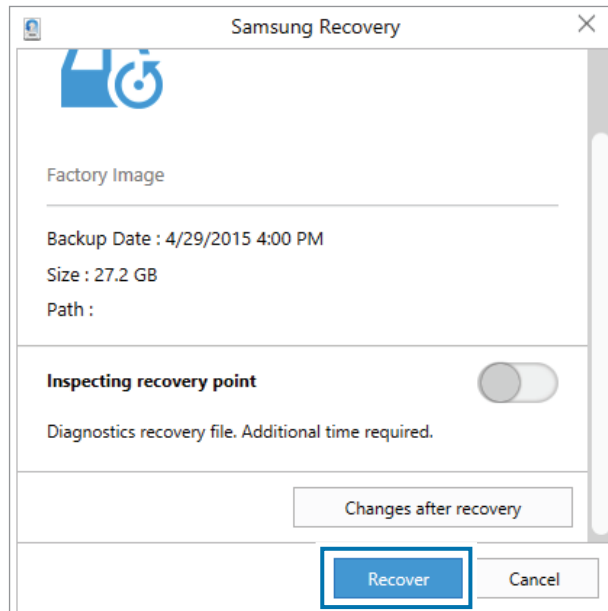 Samsung Recovery
Factory Image
Backup Date : 4/29/2015 4:00 PM
Size : 27.2 GB
Path :
Inspecting recovery point
Diagnostics recovery file. Additional time required.
Changes after recovery
Recover Cancel